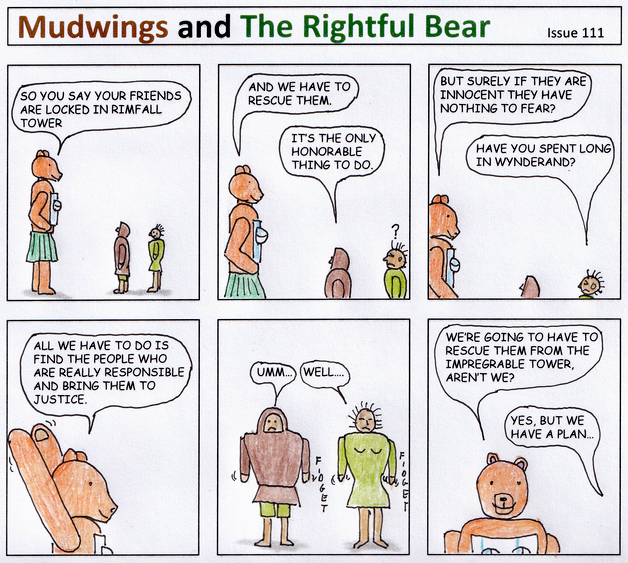 Mudwings and The Rightful Bear
Issue 111
SO YOU SAY YOUR FRIENDS
ARE LOCKED IN RIMFALL
TOWER
AND WE HAVE TO
RESCUE THEM.
IT'S THE ONLY
HONORABLE
THING TO DO.
?
BUT SURELY IF THEY ARE
INNOCENT THEY HAVE
NOTHING TO FEAR?
HAVE YOU SPENT LONG
IN WYNDERAND?
ALL WE HAVE TO DO IS
FIND THE PEOPLE WHO
ARE REALLY RESPONSIBLE
AND BRING THEM TO
JUSTICE.
UMM...
WELL....
FIDGET
FIDGET
WE'RE GOING TO HAVE TO
RESCUE THEM FROM THE
IMPREGRABLE TOWER,
AREN'T WE?
YES, BUT WE
HAVE A PLAN...